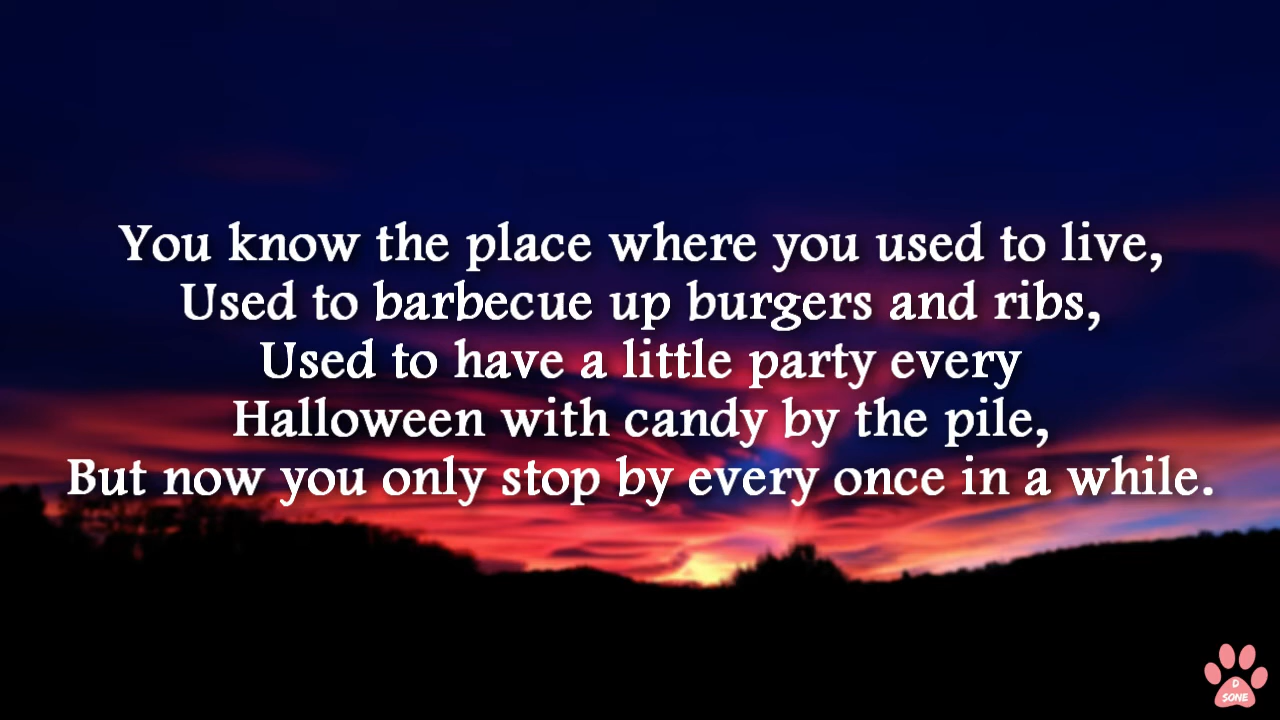 You know the place where you used to live,
Used to barbecue up burgers and ribs,
Used to have a little party every
Halloween with candy by the pile,
But now you only stop by every once in a while.
D
SONE